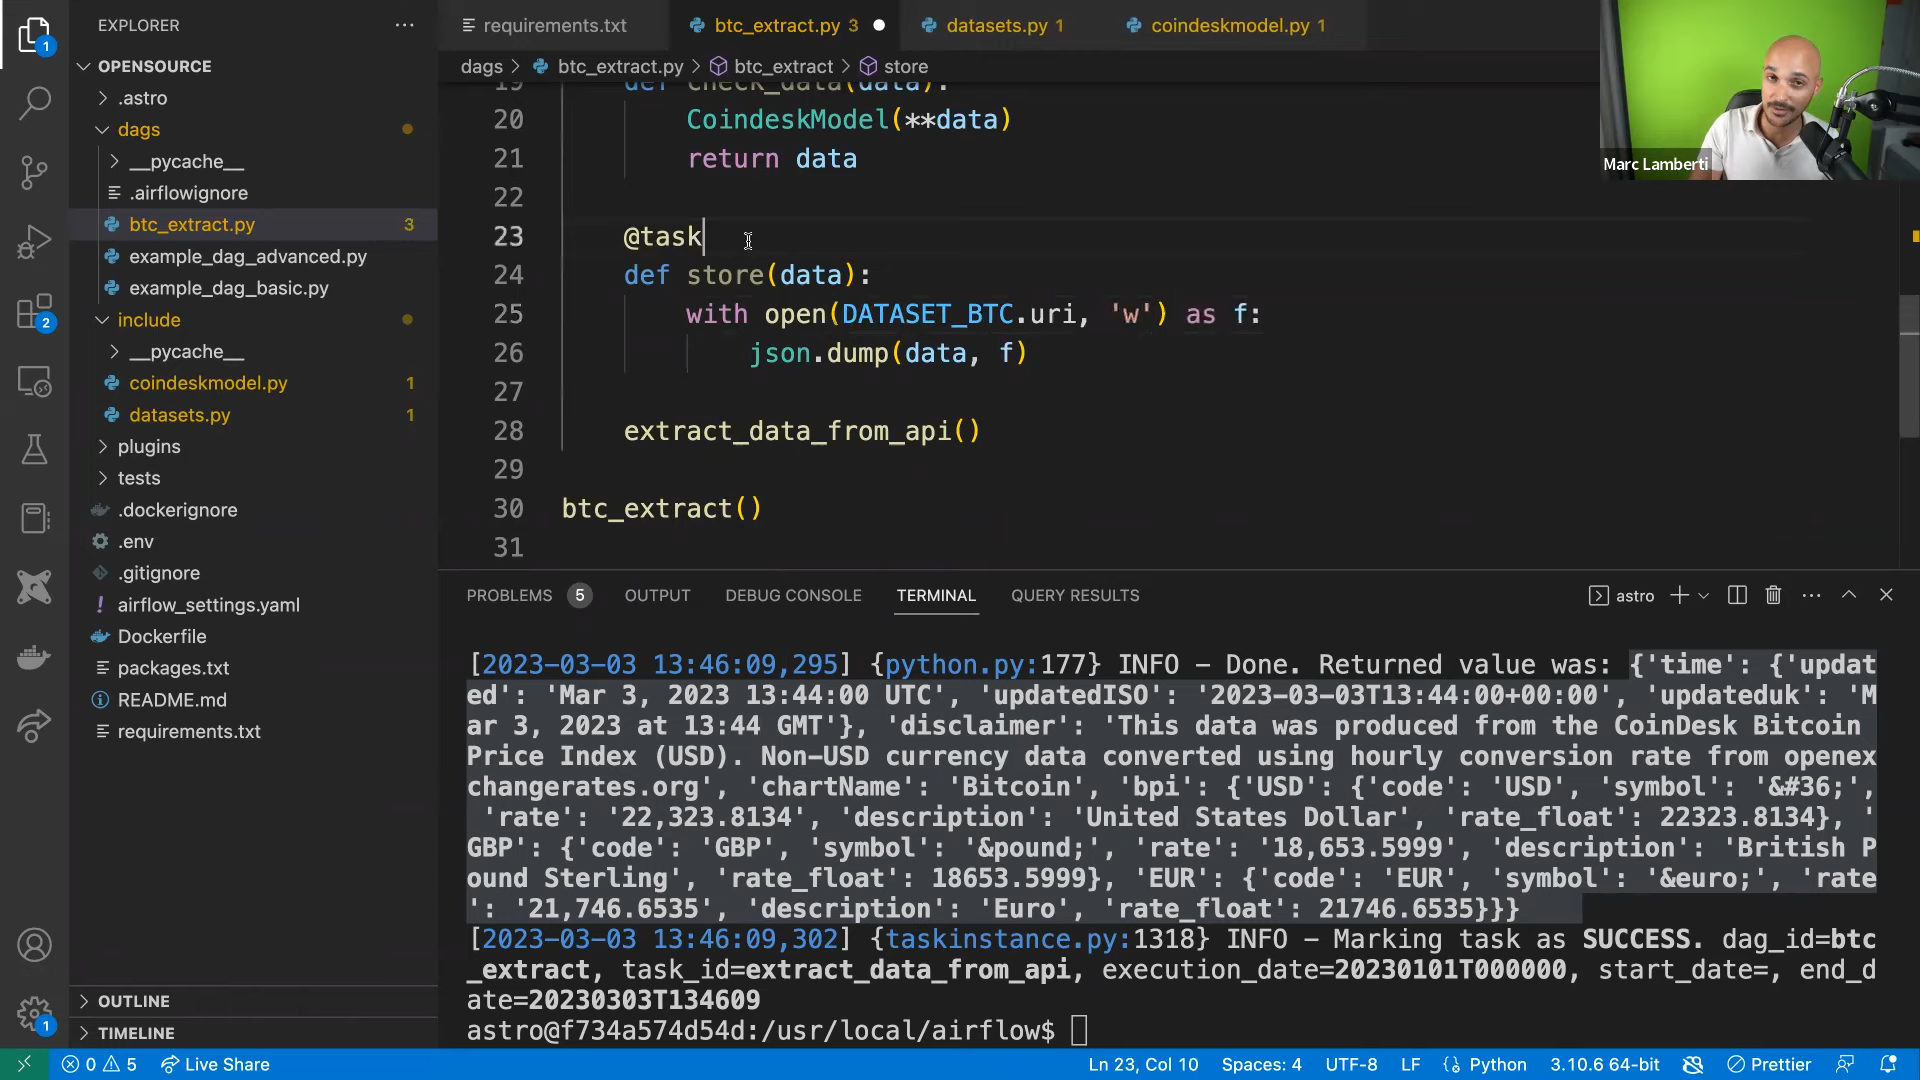 EXPLORER
OPENSOURCE
.astro
dags
__pycache__
.airflowignore
btc_extract.py 3
example_dag_advanced.py
example_dag_basic.py
include
__pycache__
coindeskmodel.py 1
datasets.py 1
plugins
tests
.dockerignore
.env
.gitignore
airflow_settings.yaml
Dockerfile
packages.txt
README.md
requirements.txt
OUTLINE
TIMELINE
1
2
1
requirements.txt btc_extract.py 3 datasets.py 1 coindeskmodel.py 1
dags > btc_extract.py > btc_extract > store
19 def check_data(data):
20 CoindeskModel(**data)
21 return data
22
23 @task
24 def store(data):
25 with open(DATASET_BTC.uri, 'w') as f:
26 json.dump(data, f)
27
28 extract_data_from_api()
29
30 btc_extract()
31
Marc Lamberti
PROBLEMS 5 OUTPUT DEBUG CONSOLE TERMINAL QUERY RESULTS astro
[2023-03-03 13:46:09,295] {python.py:177} INFO - Done. Returned value was: {'time': {'updat
ed': 'Mar 3, 2023 13:44:00 UTC', 'updatedISO': '2023-03-03T13:44:00+00:00', 'updateduk': 'M
ar 3, 2023 at 13:44 GMT'}, 'disclaimer': 'This data was produced from the CoinDesk Bitcoin
Price Index (USD). Non-USD currency data converted using hourly conversion rate from openex
changerates.org', 'chartName': 'Bitcoin', 'bpi': {'USD': {'code': 'USD', 'symbol': '&#36;',
'rate': '22,323.8134', 'description': 'United States Dollar', 'rate_float': 22323.8134}, '
GBP': {'code': 'GBP', 'symbol': '&pound;', 'rate': '18,653.5999', 'description': 'British P
ound Sterling', 'rate_float': 18653.5999}, 'EUR': {'code': 'EUR', 'symbol': '&euro;', 'rate
': '21,746.6535', 'description': 'Euro', 'rate_float': 21746.6535}}}
[2023-03-03 13:46:09,302] {taskinstance.py:1318} INFO - Marking task as SUCCESS. dag_id=btc
_extract, task_id=extract_data_from_api, execution_date=20230101T000000, start_date=, end_d
ate=20230303T134609
astro@f734a574d54d:/usr/local/airflow$
0 5 Live Share Ln 23, Col 10 Spaces: 4 UTF-8 LF Python 3.10.6 64-bit Prettier